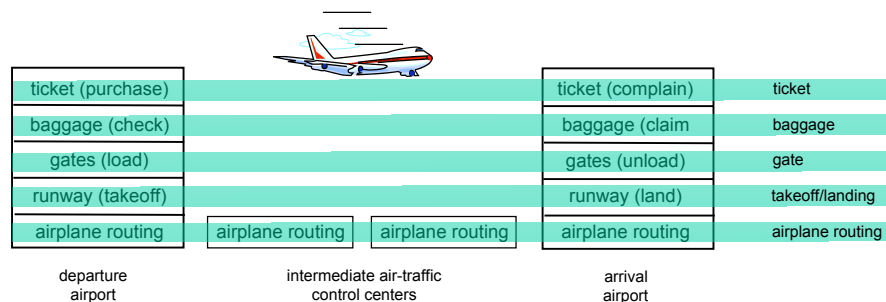 ticket (purchase) ticket (complain) ticket
baggage (check) baggage (claim baggage
gates (load) gates (unload) gate
runway (takeoff) runway (land) takeoff/landing
airplane routing airplane routing airplane routing airplane routing airplane routing
departure
airport
intermediate air-traffic
control centers
arrival
airport